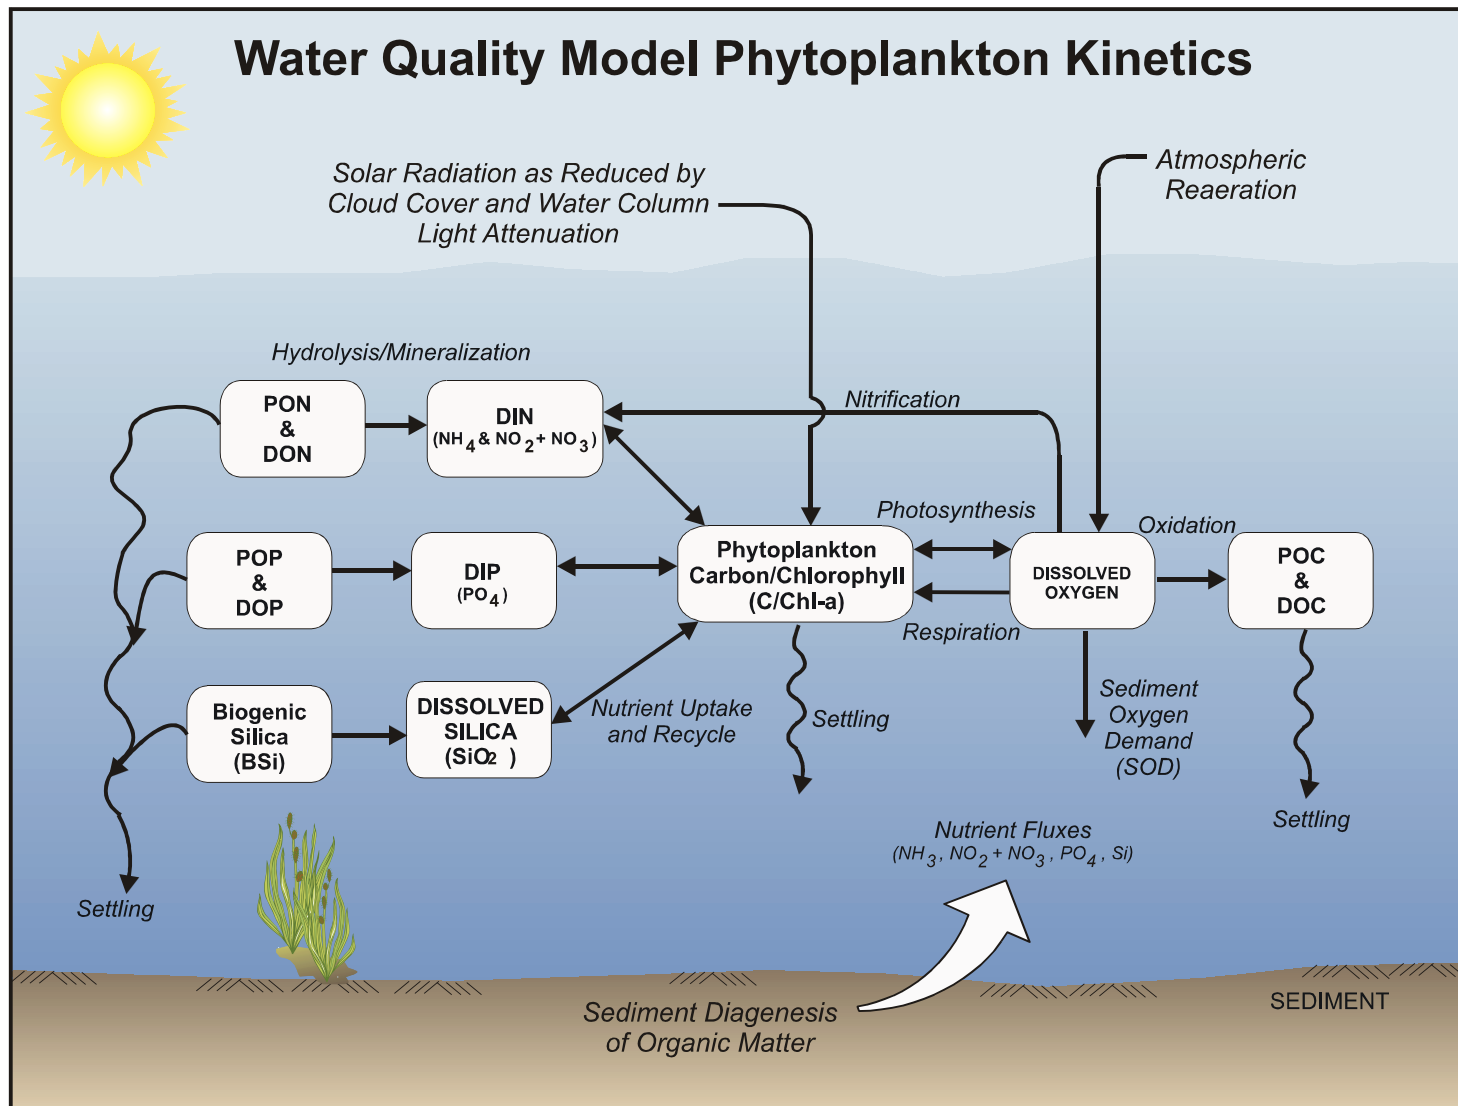 Water Quality Model Phytoplankton Kinetics
Solar Radiation as Reduced by
Cloud Cover and Water Column
Light Attenuation
Atmospheric
Reaeration
Hydrolysis/Mineralization
PON
&
DON
DIN
(NH4 & NO2 + NO3)
Nitrification
Photosynthesis
Oxidation
POP
&
DOP
DIP
(PO4)
Phytoplankton
Carbon/Chlorophyll
(C/Chl-a)
DISSOLVED
OXYGEN
POC
&
DOC
Respiration
Biogenic
Silica
(BSi)
DISSOLVED
SILICA
(SiO2)
Nutrient Uptake
and Recycle
Settling
Sediment
Oxygen
Demand
(SOD)
Settling
Nutrient Fluxes
(NH3, NO2 + NO3, PO4, Si)
Settling
SEDIMENT
Sediment Diagenesis
of Organic Matter